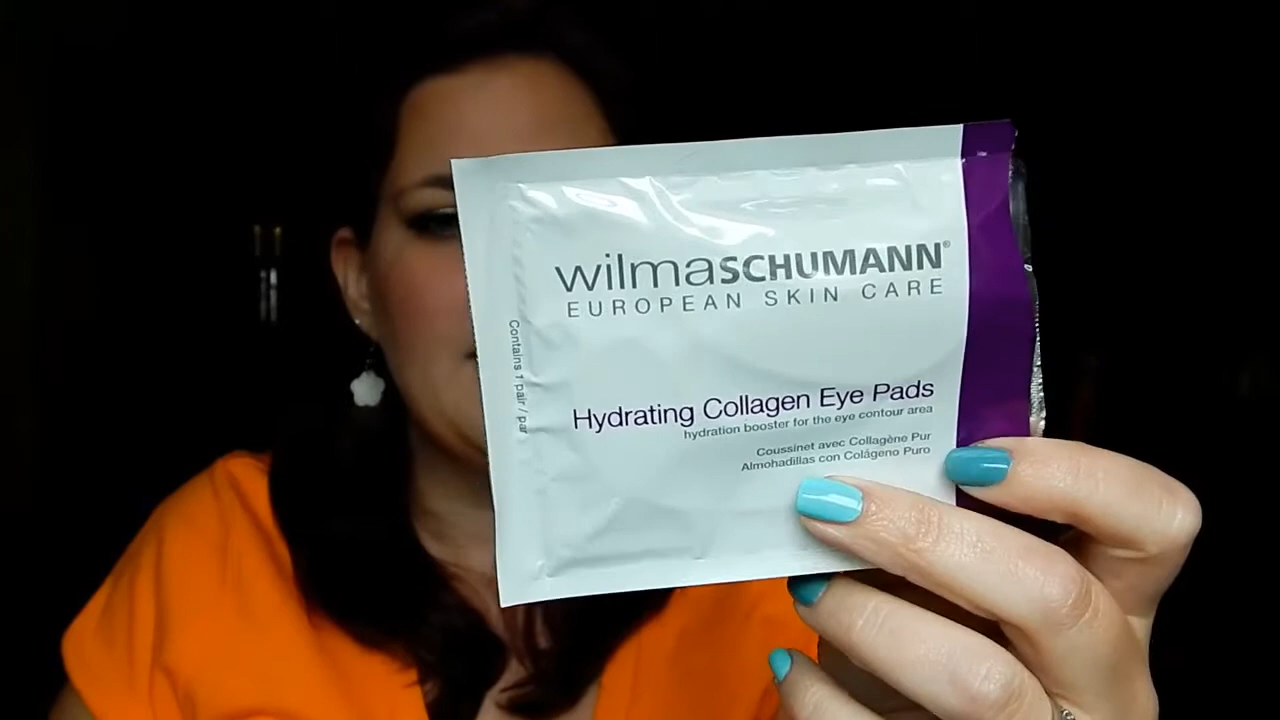 wilmaSCHUMANN®
EUROPEAN SKIN CARE
Contains 1 pair / par
Hydrating Collagen Eye Pads
hydration booster for the eye contour area
Coussinet avec Collagène Pur
Almohadillas con Colágeno Puro